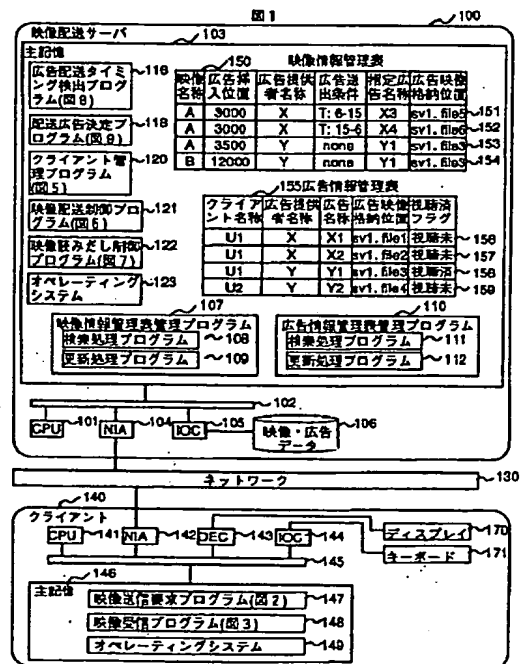 図1
100
映像配送サーバ
103
主記憶
広告配送タイミング検出プログラム(図8)
116
配送広告決定プログラム(図9)
118
クライアント管理プログラム(図5)
120
映像配送制御プログラム(図6)
121
映像読みだし制御プログラム(図7)
122
オペレーティングシステム
123
150
映像情報管理表
映像名称 広告挿入位置 広告提供者名称 広告送出条件 指定広告名称 広告映像格納位置
A 3000 X T: 6-15 X3 sv1.file5 151
A 3000 X T: 15-6 X4 sv1.file6 152
A 3500 Y none Y1 sv1.file3 153
B 12000 Y none Y1 sv1.file3 154
155 広告情報管理表
クライアント名称 広告提供者名称 広告名称 広告映像格納位置 視聴済フラグ
U1 X X1 sv1.file1 視聴未 156
U1 X X2 sv1.file2 視聴未 157
U1 Y Y1 sv1.file3 視聴済 158
U2 Y Y2 sv1.file4 視聴未 159
107
映像情報管理表管理プログラム
検索処理プログラム 108
更新処理プログラム 109
110
広告情報管理表管理プログラム
検索処理プログラム 111
更新処理プログラム 112
102
CPU 101 NIA 104 IOC 105
映像・広告データ
106
ネットワーク 130
140
クライアント
CPU 141 NIA 142 DEC 143 IOC 144
ディスプレイ 170
キーボード 171
145
146
主記憶
映像送信要求プログラム(図2) 147
映像受信プログラム(図3) 148
オペレーティングシステム 149